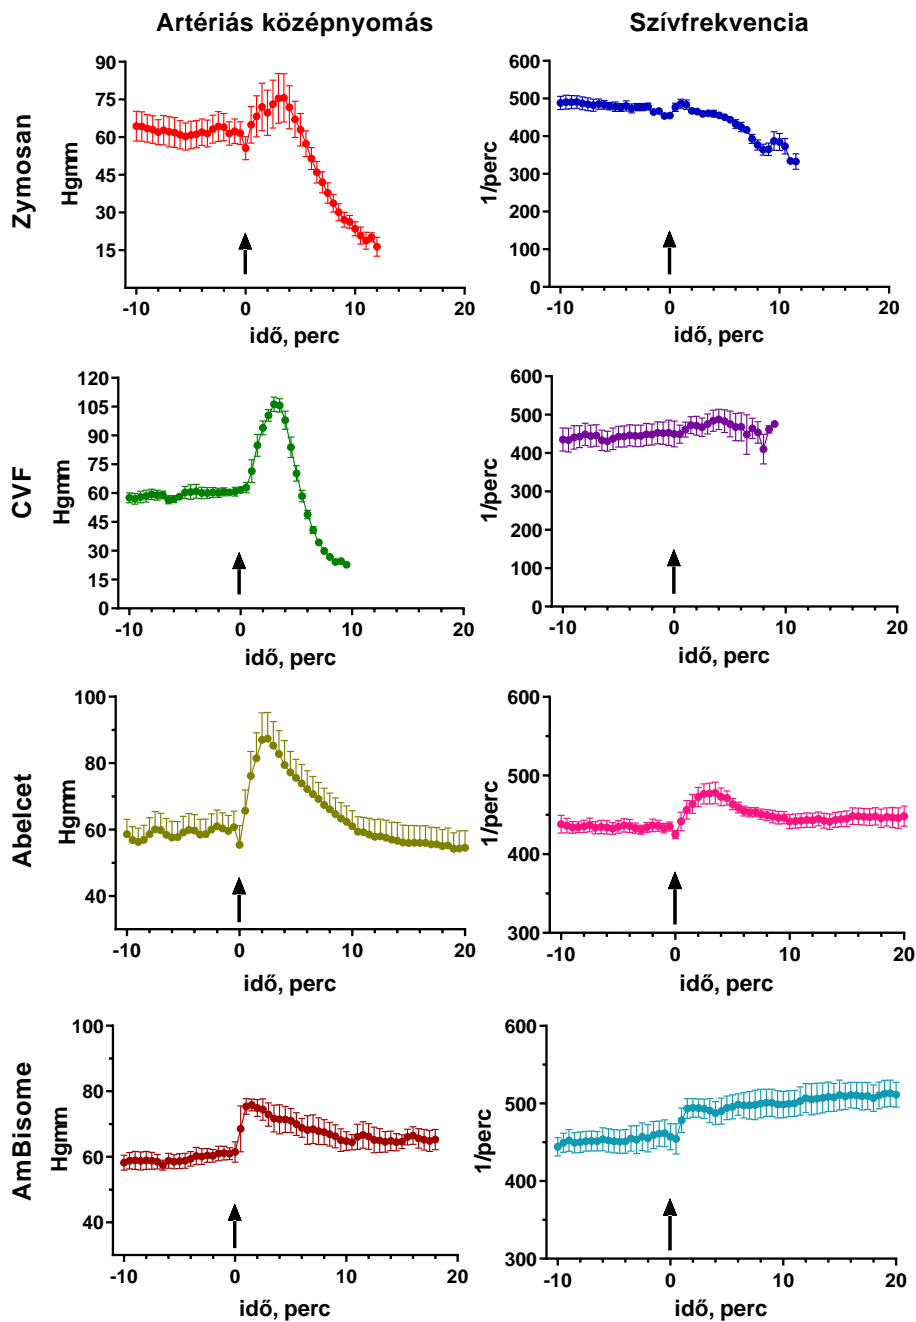 Artériás középnyomás
Szívfrekvencia
Zymosan
Hgmm
90
75
60
45
30
15
-10 0 10 20
idő, perc
1/perc
600
500
400
300
200
100
0
-10 0 10 20
idő, perc
CVF
Hgmm
120
105
90
75
60
45
30
15
0
-10 0 10 20
idő, perc
1/perc
600
500
400
300
200
100
0
-10 0 10 20
idő, perc
Abelcet
Hgmm
100
80
60
40
-10 0 10 20
idő, perc
1/perc
600
500
400
300
-10 0 10 20
idő, perc
AmBisome
Hgmm
100
80
60
40
-10 0 10 20
idő, perc
1/perc
600
500
400
300
-10 0 10 20
idő, perc